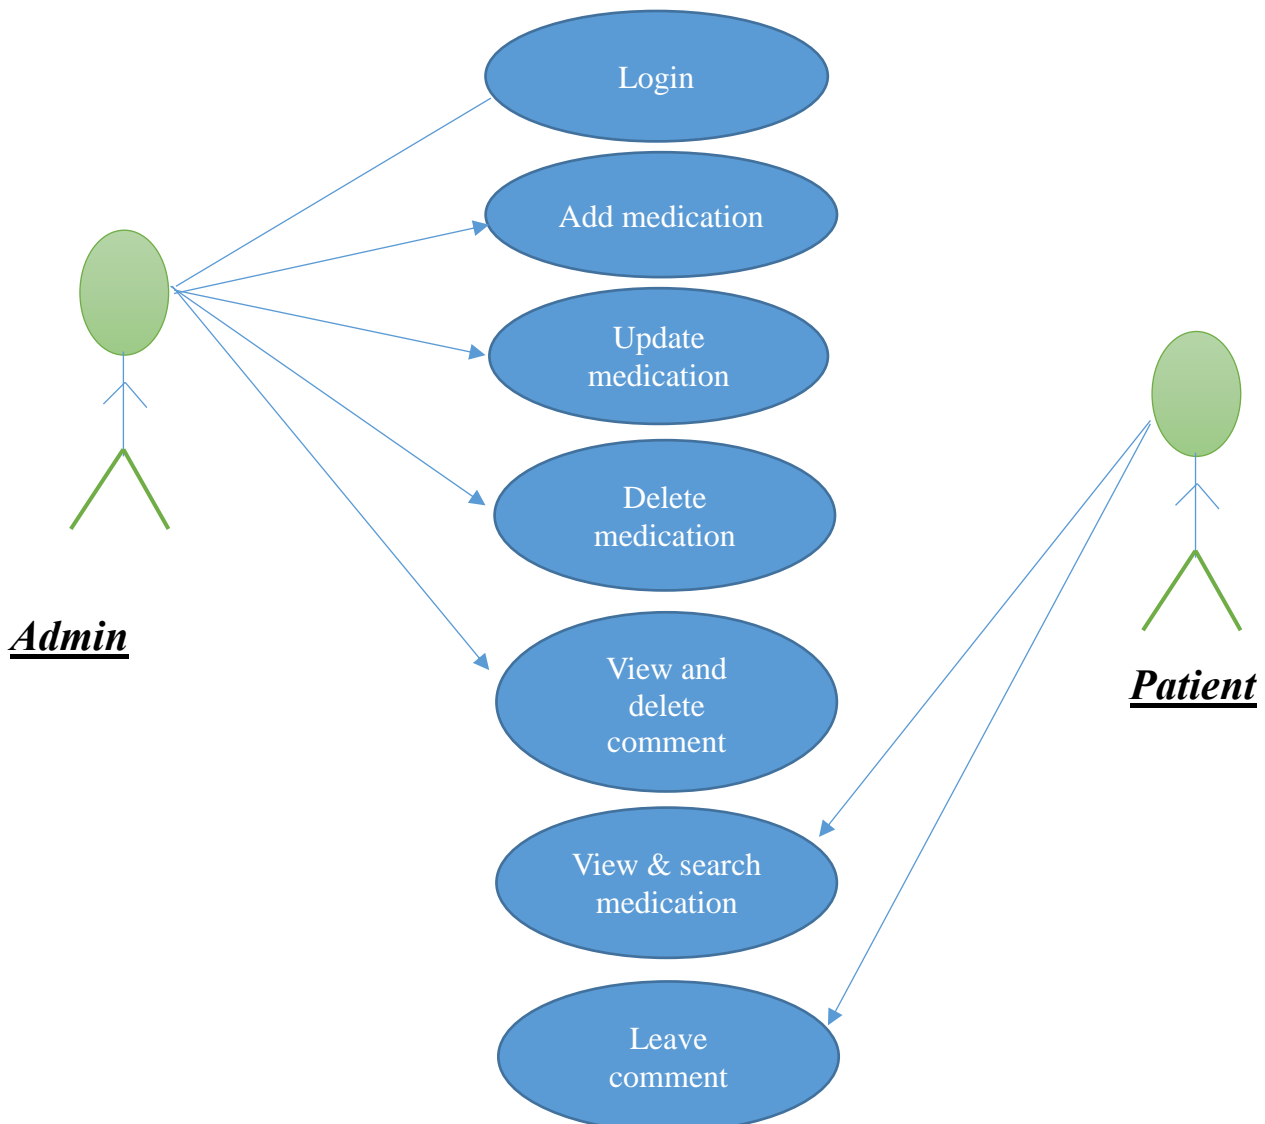 Login
Add medication
Update
medication
Delete
medication
Admin
View and
delete
comment
Patient
View & search
medication
Leave
comment